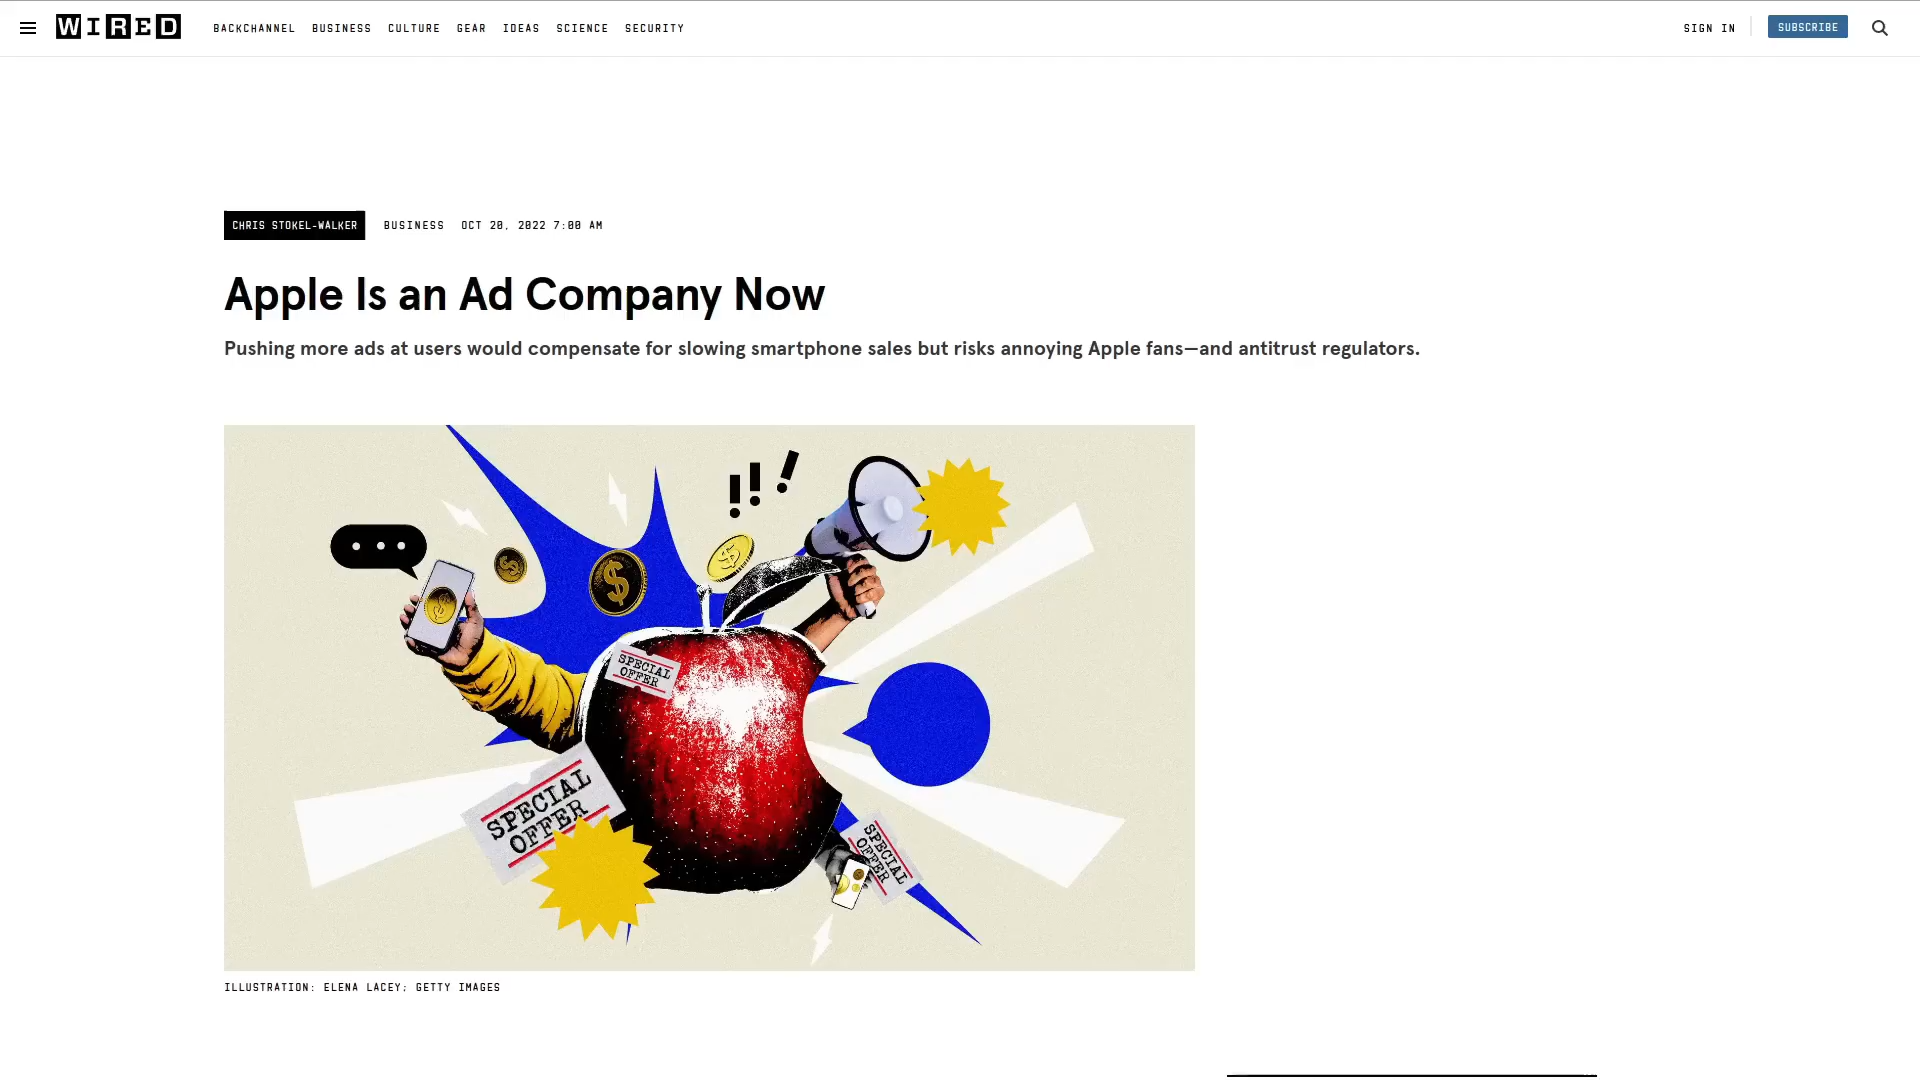 WIRED
BACKCHANNEL BUSINESS CULTURE GEAR IDEAS SCIENCE SECURITY
SIGN IN
SUBSCRIBE
CHRIS STOKEL-WALKER BUSINESS OCT 20, 2022 7:00 AM
Apple Is an Ad Company Now
Pushing more ads at users would compensate for slowing smartphone sales but risks annoying Apple fans—and antitrust regulators.
!!!
$
$
$
$
SPECIAL
OFFER
SPECIAL
OFFER
SPECIAL
OFFER
ILLUSTRATION: ELENA LACEY; GETTY IMAGES